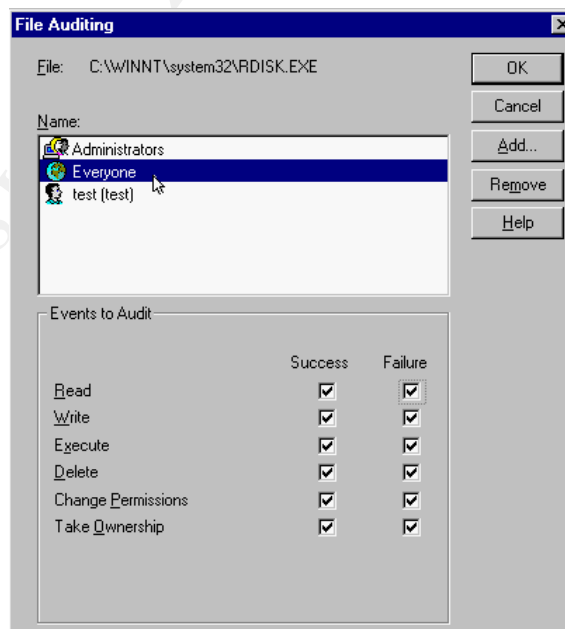 File Auditing
File: C:\WINNT\system32\RDISK.EXE
OK
Cancel
Name:
Add...
Administrators
Everyone
Remove
test (test)
Help
Events to Audit
Success Failure
Read
Write
Execute
Delete
Change Permissions
Take Ownership